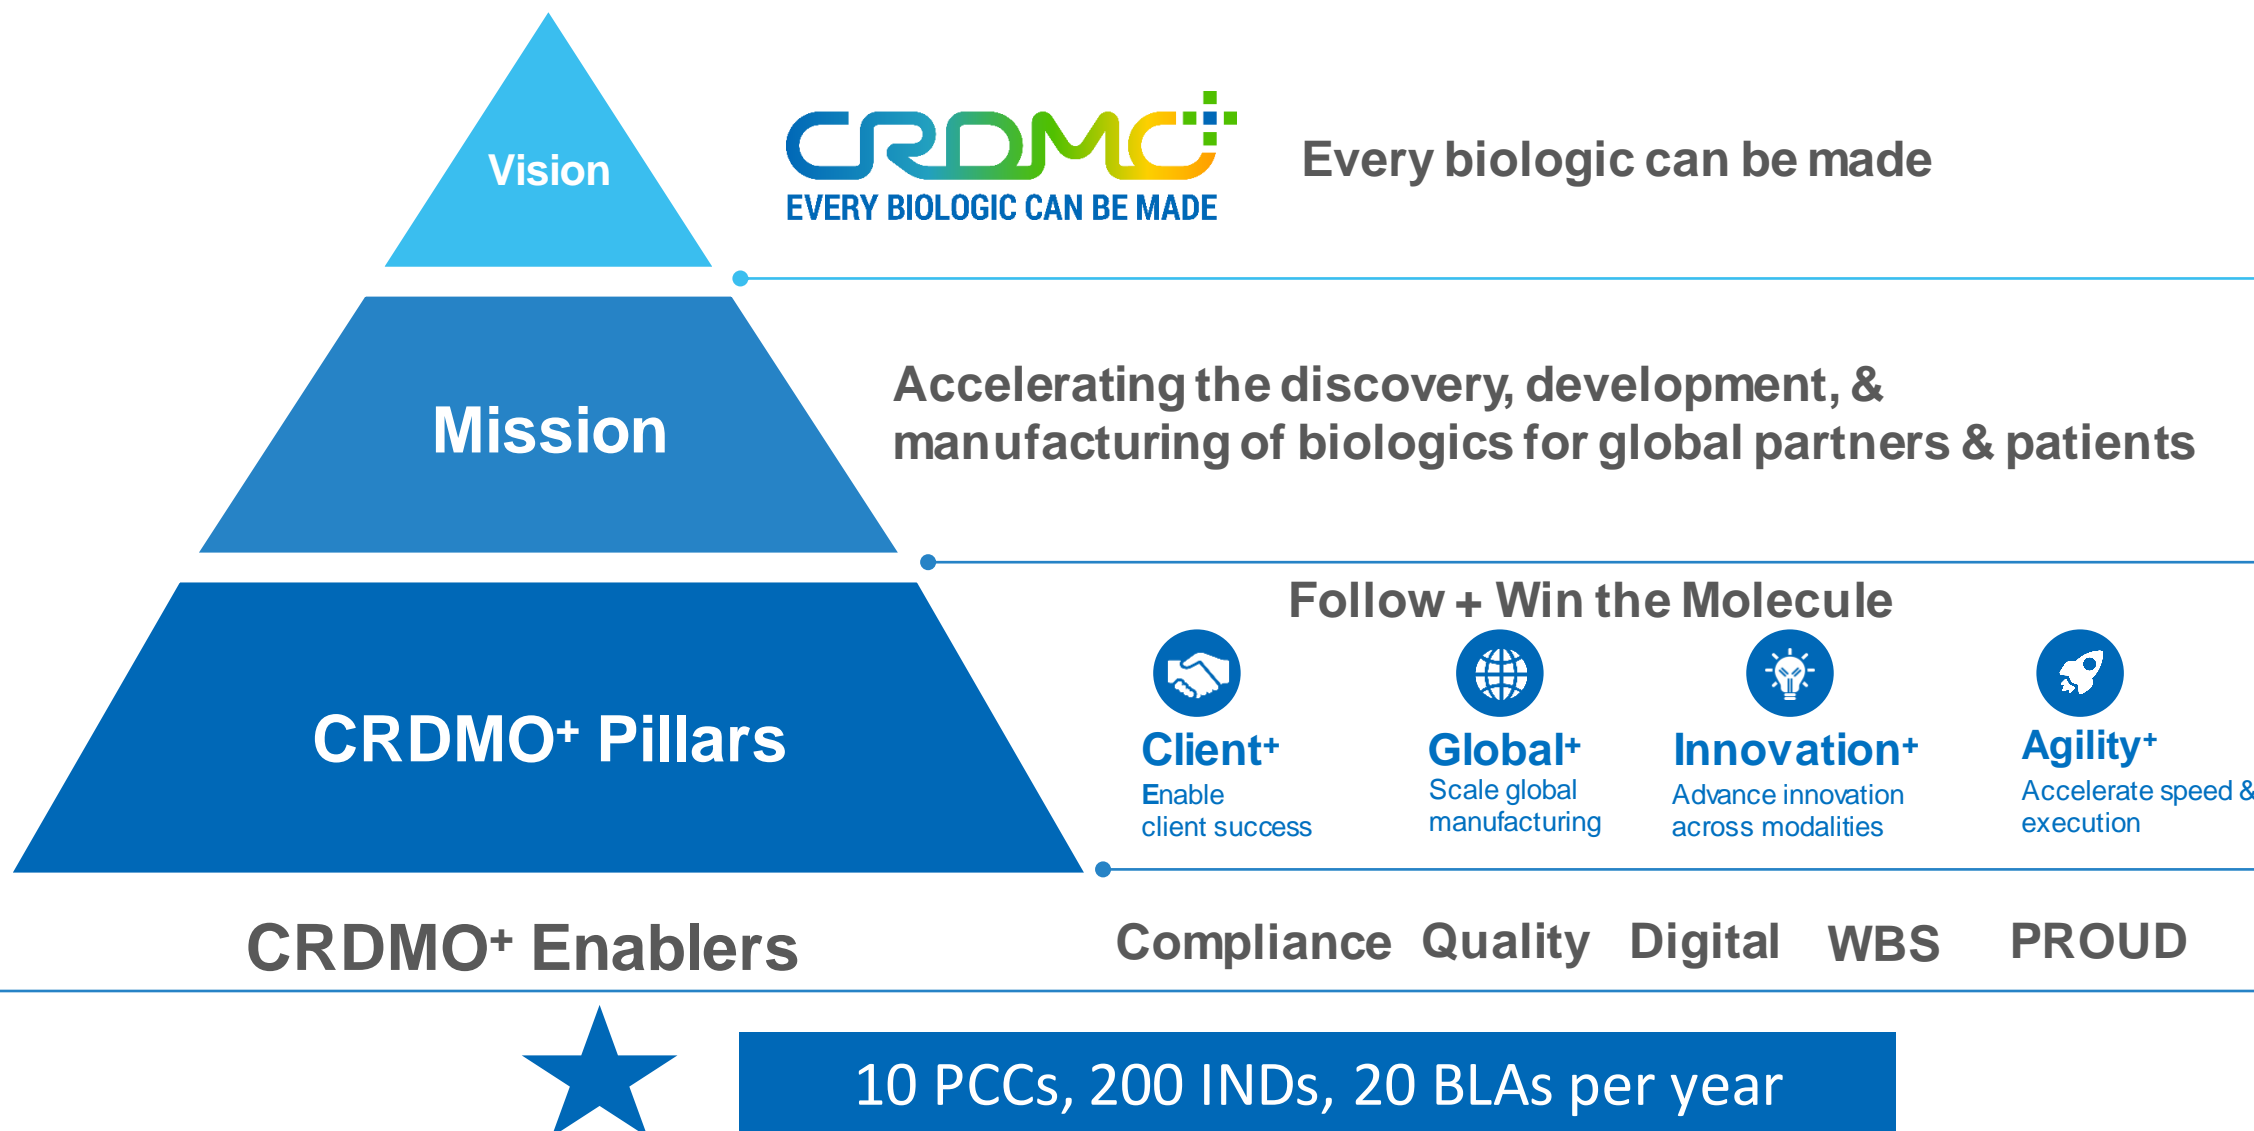 Vision
CRDMO+
EVERY BIOLOGIC CAN BE MADE
Every biologic can be made
Mission
Accelerating the discovery, development, &
manufacturing of biologics for global partners & patients
CRDMO+ Pillars
Follow + Win the Molecule
Client+
Enable
client success
Global+
Scale global
manufacturing
Innovation+
Advance innovation
across modalities
Agility+
Accelerate speed &
execution
CRDMO+ Enablers
Compliance Quality Digital WBS PROUD
10 PCCs, 200 INDs, 20 BLAs per year